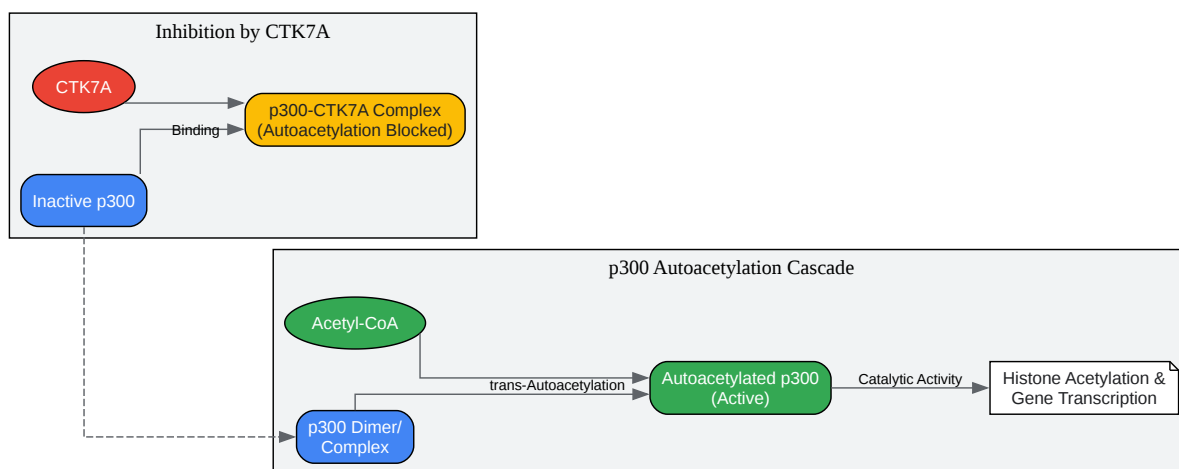 Inhibition by CTK7A
CTK7A
p300-CTK7A Complex
(Autoacetylation Blocked)
Binding
Inactive p300
p300 Autoacetylation Cascade
Acetyl-CoA
trans-Autoacetylation
Autoacetylated p300
(Active)
Catalytic Activity
Histone Acetylation &
Gene Transcription
p300 Dimer/
Complex